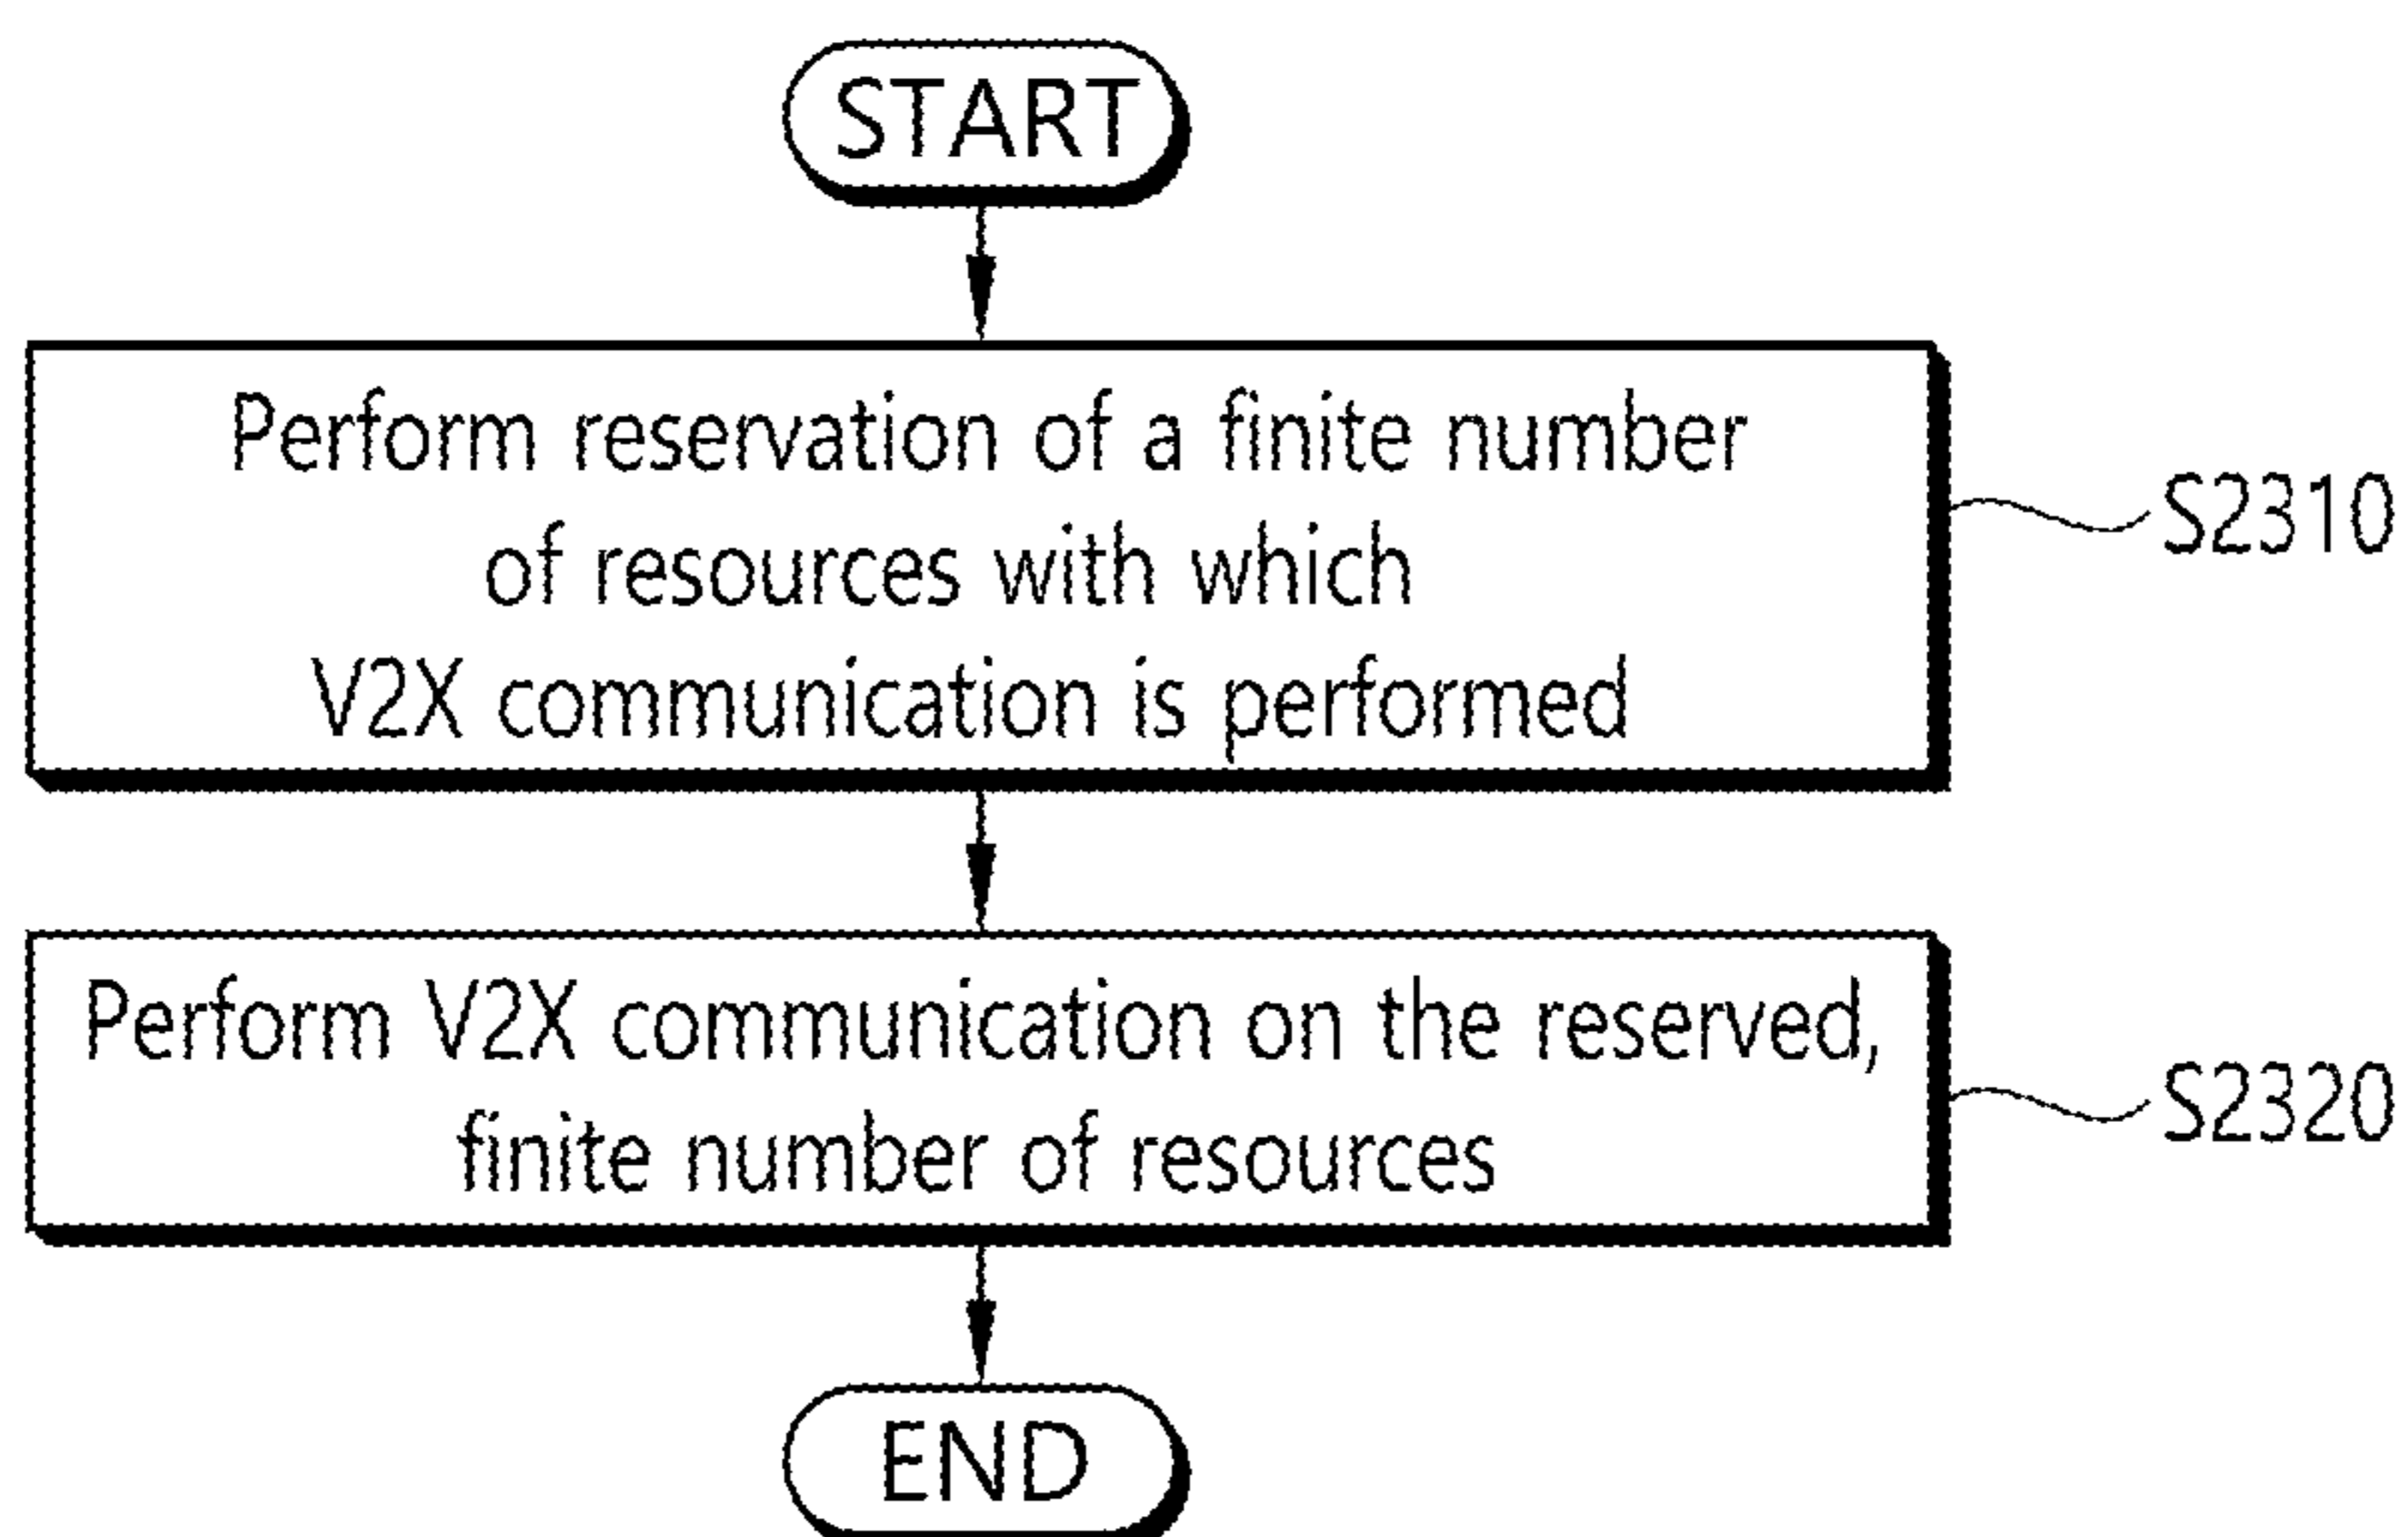 START
Perform reservation of a finite number
of resources with which
V2X communication is performed
S2310
Perform V2X communication on the reserved,
finite number of resources
S2320
END